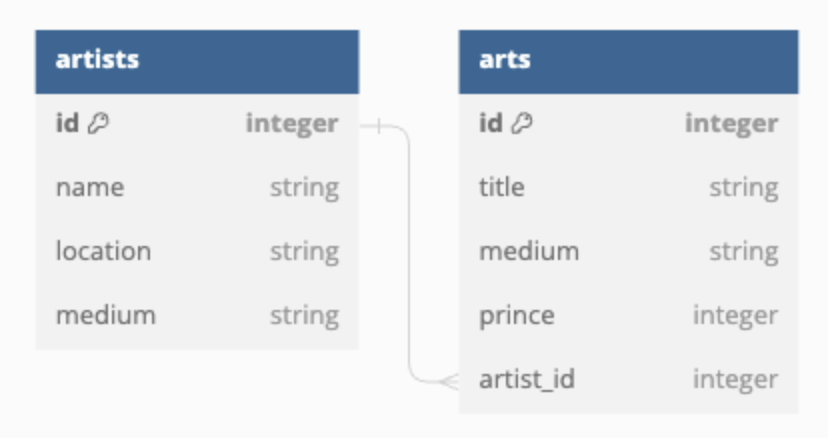 artists
id integer
name string
location string
medium string
arts
id integer
title string
medium string
prince integer
artist_id integer